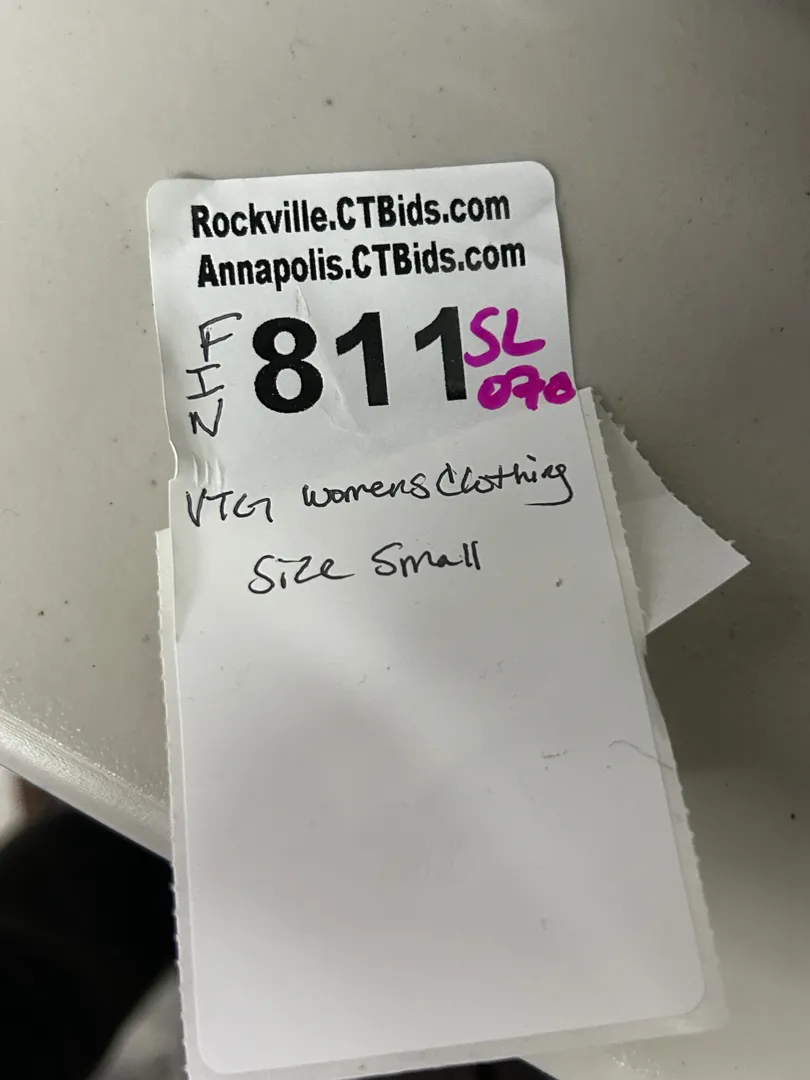 Rockville.CTBids.com
Annapolis.CTBids.com
FIN
811
SL
070
VTG Womens Clothing
Size Small